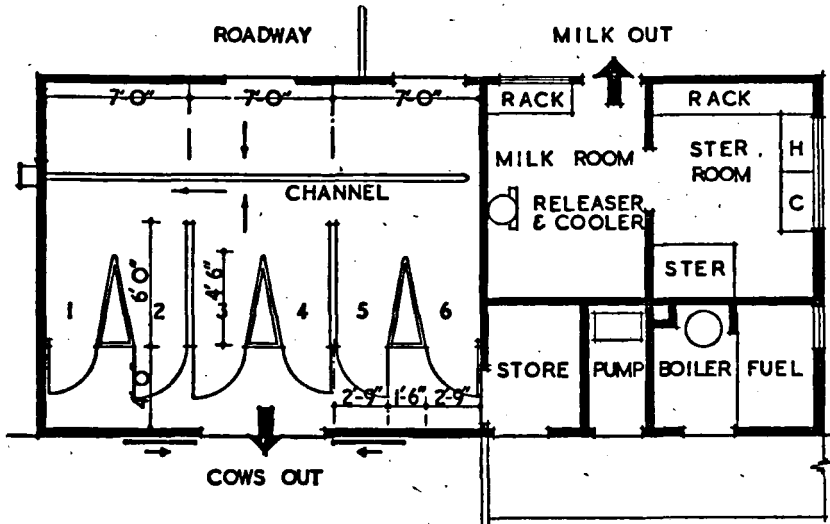 ROADWAY
MILK OUT
7'-0" 7'-0" 7'-0"
RACK
RACK
MILK ROOM
STER. ROOM
H
C
CHANNEL
RELEASER
& COOLER
6'0"
4'6"
STER
1 2 3 4 5 6
4'0"
STORE
PUMP
BOILER
FUEL
2'-9" 1'-6" 2'-9"
COWS OUT